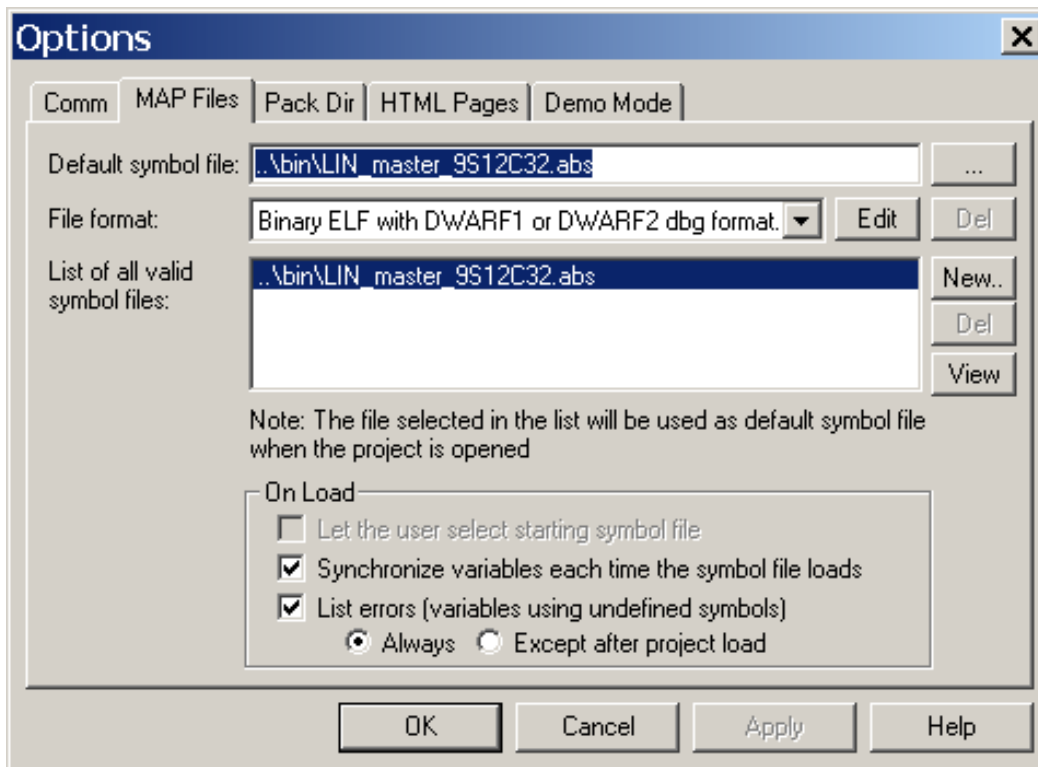 Options
Comm MAP Files Pack Dir HTML Pages Demo Mode
Default symbol file: ..\bin\LIN_master_9S12C32.abs ...
File format: Binary ELF with DWARF1 or DWARF2 dbg format. Edit Del
List of all valid
symbol files:
..\bin\LIN_master_9S12C32.abs
New..
Del
View
Note: The file selected in the list will be used as default symbol file
when the project is opened
On Load
Let the user select starting symbol file
Synchronize variables each time the symbol file loads
List errors (variables using undefined symbols)
Always Except after project load
OK Cancel Apply Help